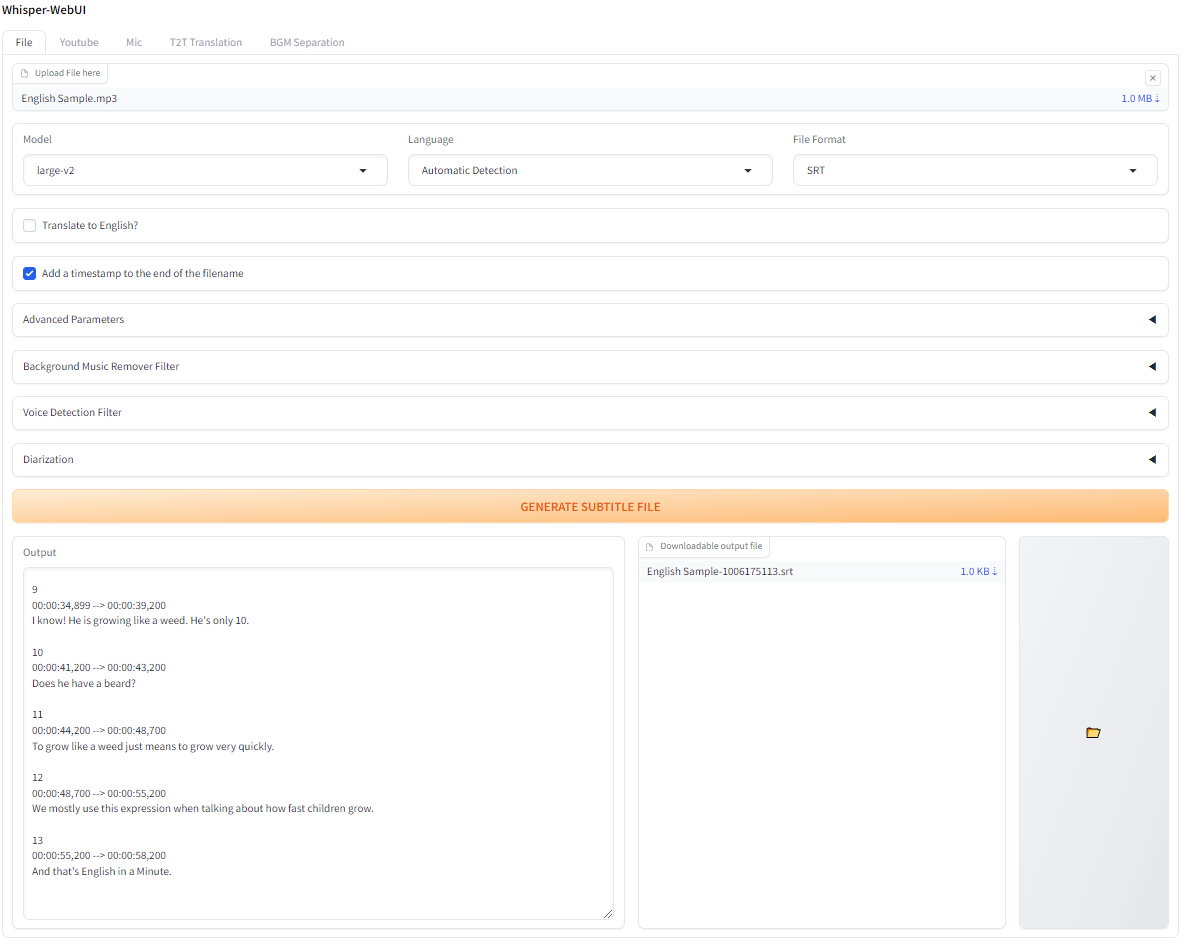 Whisper-WebUI
File Youtube Mic T2T Translation BGM Separation
Upload File here
English Sample.mp3 1.0 MB ⇣
Model Language File Format
large-v2 Automatic Detection SRT
Translate to English?
Add a timestamp to the end of the filename
Advanced Parameters
Background Music Remover Filter
Voice Detection Filter
Diarization
GENERATE SUBTITLE FILE
Output
9
00:00:34,899 --> 00:00:39,200
I know! He is growing like a weed. He's only 10.
10
00:00:41,200 --> 00:00:43,200
Does he have a beard?
11
00:00:44,200 --> 00:00:48,700
To grow like a weed just means to grow very quickly.
12
00:00:48,700 --> 00:00:55,200
We mostly use this expression when talking about how fast children grow.
13
00:00:55,200 --> 00:00:58,200
And that's English in a Minute.
Downloadable output file
English Sample-1006175113.srt 1.0 KB ⇣